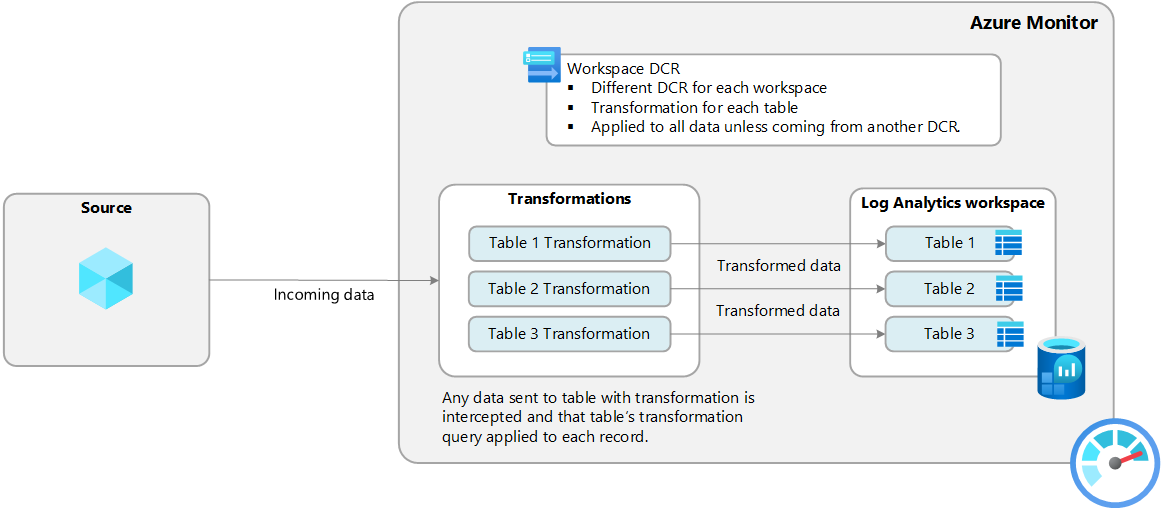 Azure Monitor
Workspace DCR
▪ Different DCR for each workspace
▪ Transformation for each table
▪ Applied to all data unless coming from another DCR.
Source
Incoming data
Transformations
Table 1 Transformation
Table 2 Transformation
Table 3 Transformation
Transformed data
Transformed data
Log Analytics workspace
Table 1
Table 2
Table 3
Any data sent to table with transformation is
intercepted and that table’s transformation
query applied to each record.